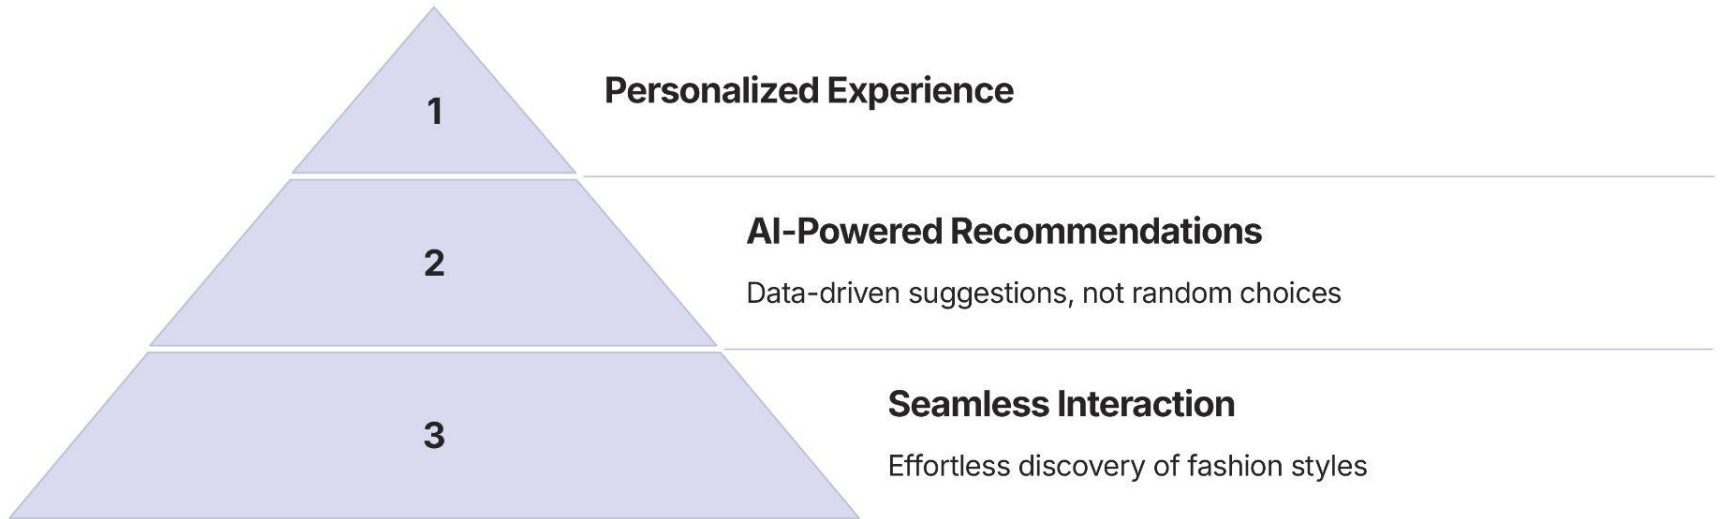 1
Personalized Experience
2
AI-Powered Recommendations
Data-driven suggestions, not random choices
3
Seamless Interaction
Effortless discovery of fashion styles